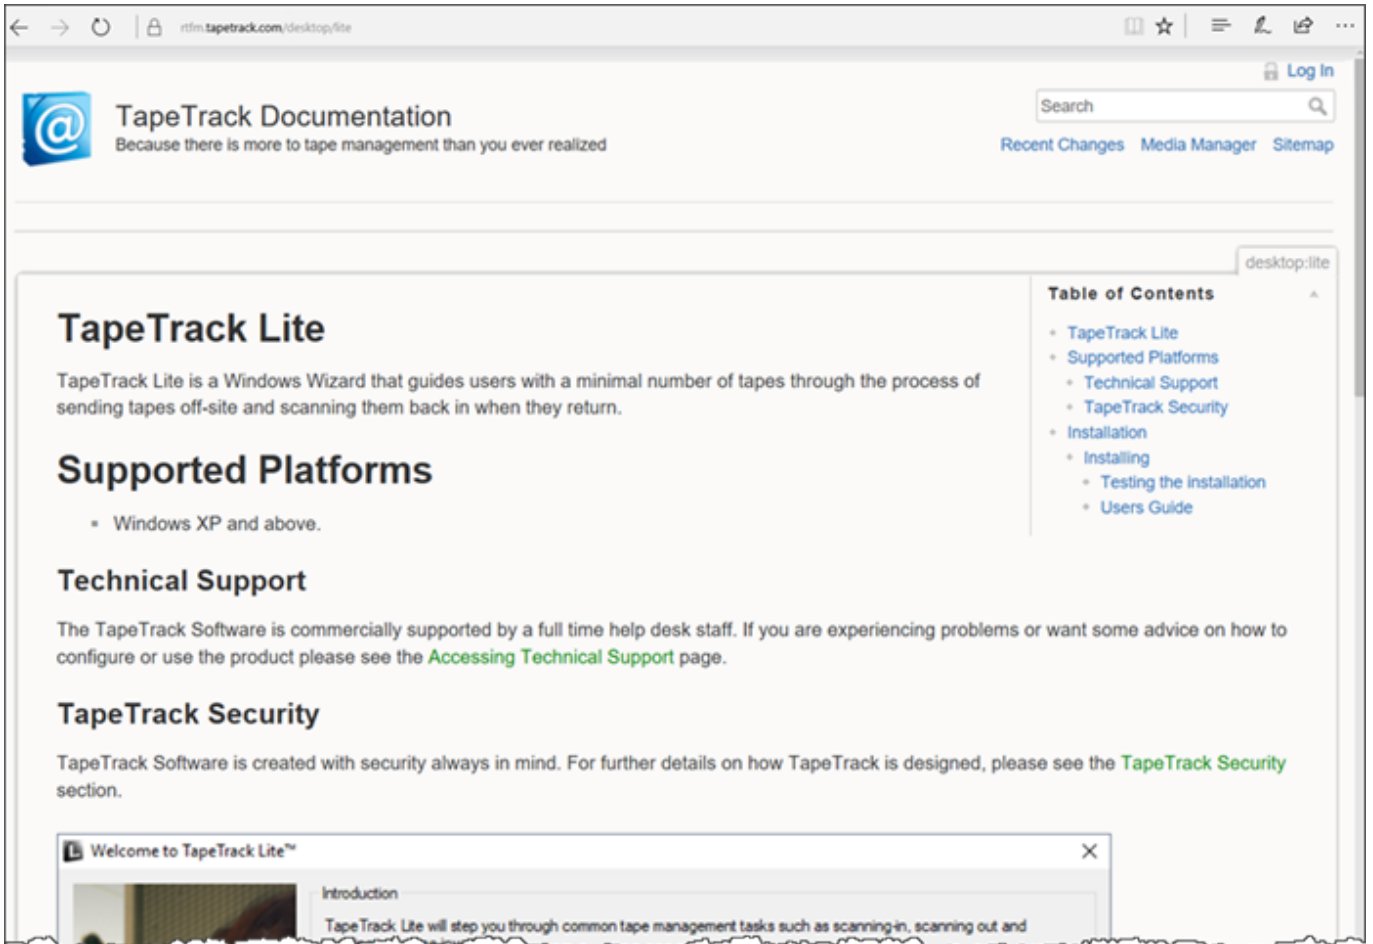 rtfm.tapetrack.com/desktop/lite
Log In
TapeTrack Documentation
Because there is more to tape management than you ever realized
Search
Recent Changes Media Manager Sitemap
desktop:lite
Table of Contents
TapeTrack Lite
Supported Platforms
Technical Support
TapeTrack Security
Installation
Installing
Testing the installation
Users Guide
TapeTrack Lite
TapeTrack Lite is a Windows Wizard that guides users with a minimal number of tapes through the process of
sending tapes off-site and scanning them back in when they return.
Supported Platforms
Windows XP and above.
Technical Support
The TapeTrack Software is commercially supported by a full time help desk staff. If you are experiencing problems or want some advice on how to
configure or use the product please see the Accessing Technical Support page.
TapeTrack Security
TapeTrack Software is created with security always in mind. For further details on how TapeTrack is designed, please see the TapeTrack Security
section.
Welcome to TapeTrack Lite™
Introduction
TapeTrack Lite will step you through common tape management tasks such as scanning-in, scanning out and